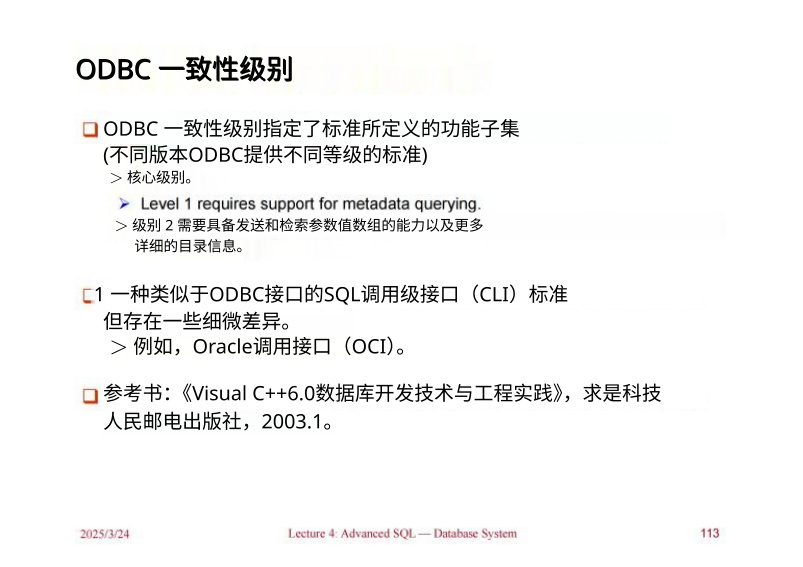 ODBC 一致性级别
ODBC 一致性级别指定了标准所定义的功能子集
(不同版本ODBC提供不同等级的标准)
＞ 核心级别。
➢ Level 1 requires support for metadata querying.
＞ 级别 2 需要具备发送和检索参数值数组的能力以及更多
详细的目录信息。
1 一种类似于ODBC接口的SQL调用级接口（CLI）标准
但存在一些细微差异。
＞ 例如，Oracle调用接口（OCI）。
参考书：《Visual C++6.0数据库开发技术与工程实践》，求是科技
人民邮电出版社，2003.1。
2025/3/24
Lecture 4: Advanced SQL — Database System
113